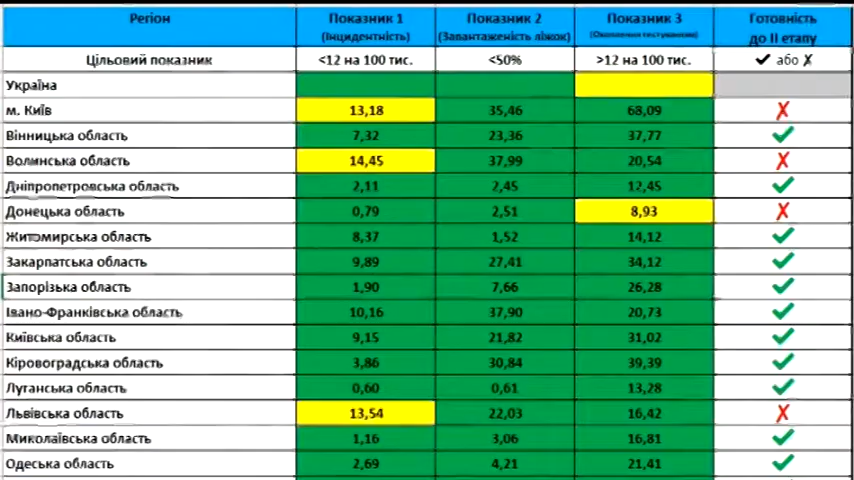 Регіон Показник 1 Показник 2 Показник 3 Готовність
(Інцидентність) (Завантаженість ліжок) (Охоплення тестуванням) до II етапу
Цільовий показник <12 на 100 тис. <50% >12 на 100 тис. ✔ або ✗
Україна
м. Київ 13,18 35,46 68,09 ✗
Вінницька область 7,32 23,36 37,77 ✔
Волинська область 14,45 37,99 20,54 ✗
Дніпропетровська область 2,11 2,45 12,45 ✔
Донецька область 0,79 2,51 8,93 ✗
Житомирська область 8,37 1,52 14,12 ✔
Закарпатська область 9,89 27,41 34,12 ✔
Запорізька область 1,90 7,66 26,28 ✔
Івано-Франківська область 10,16 37,90 20,73 ✔
Київська область 9,15 21,82 31,02 ✔
Кіровоградська область 3,86 30,84 39,39 ✔
Луганська область 0,60 0,61 13,28 ✔
Львівська область 13,54 22,03 16,42 ✗
Миколаївська область 1,16 3,06 16,81 ✔
Одеська область 2,69 4,21 21,41 ✔